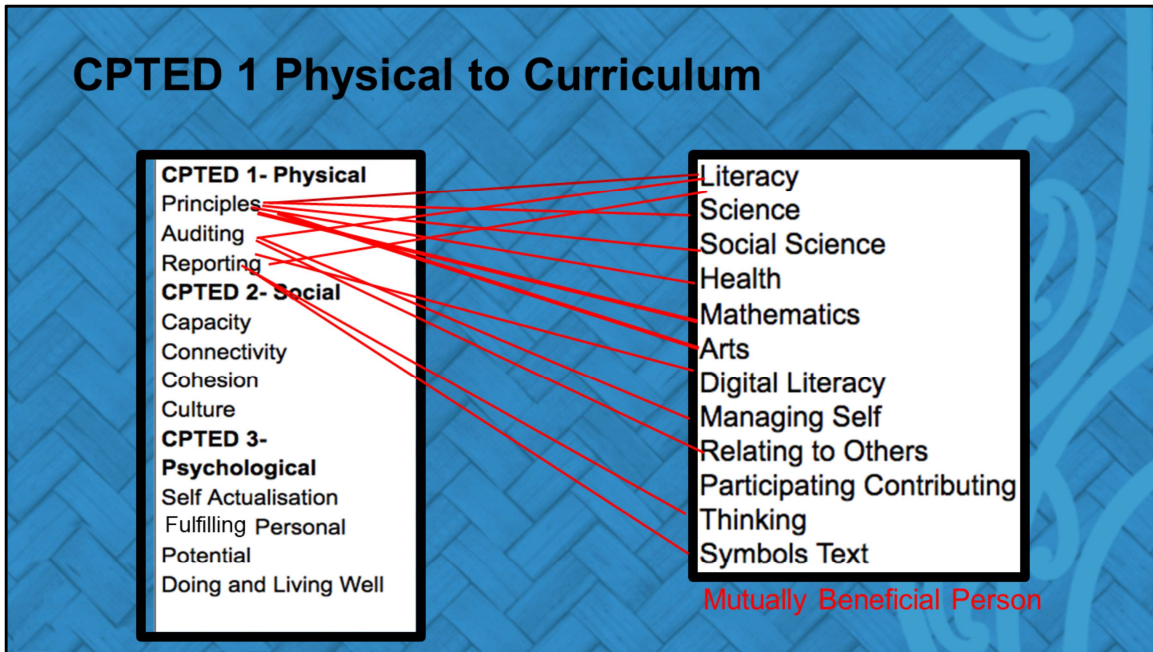 CPTED 1 Physical to Curriculum
CPTED 1- Physical
Principles
Auditing
Reporting
CPTED 2- Social
Capacity
Connectivity
Cohesion
Culture
CPTED 3-
Psychological
Self Actualisation
Fulfilling Personal
Potential
Doing and Living Well
Literacy
Science
Social Science
Health
Mathematics
Arts
Digital Literacy
Managing Self
Relating to Others
Participating Contributing
Thinking
Symbols Text
Mutually Beneficial Person